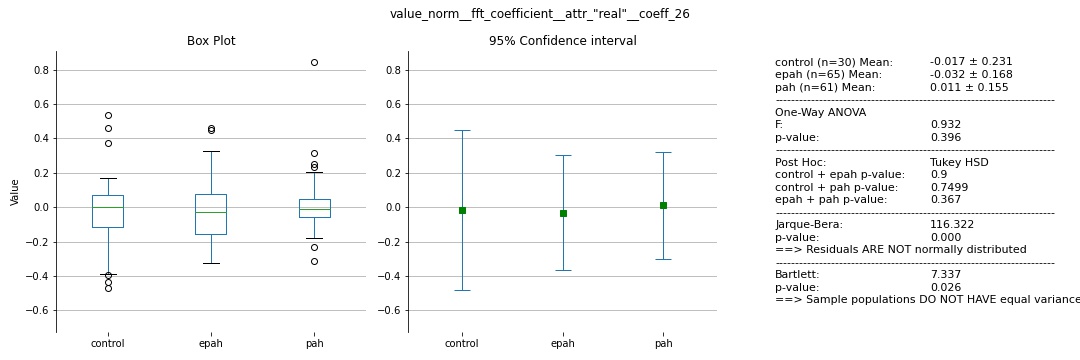 value_norm__fft_coefficient__attr_"real"__coeff_26
Box Plot
Value
0.8
0.6
0.4
0.2
0.0
−0.2
−0.4
−0.6
control epah pah
95% Confidence interval
0.8
0.6
0.4
0.2
0.0
−0.2
−0.4
−0.6
control epah pah
control (n=30) Mean: -0.017 ± 0.231
epah (n=65) Mean: -0.032 ± 0.168
pah (n=61) Mean: 0.011 ± 0.155
One-Way ANOVA
F: 0.932
p-value: 0.396
Post Hoc: Tukey HSD
control + epah p-value: 0.9
control + pah p-value: 0.7499
epah + pah p-value: 0.367
Jarque-Bera: 116.322
p-value: 0.000
==> Residuals ARE NOT normally distributed
Bartlett: 7.337
p-value: 0.026
==> Sample populations DO NOT HAVE equal variance